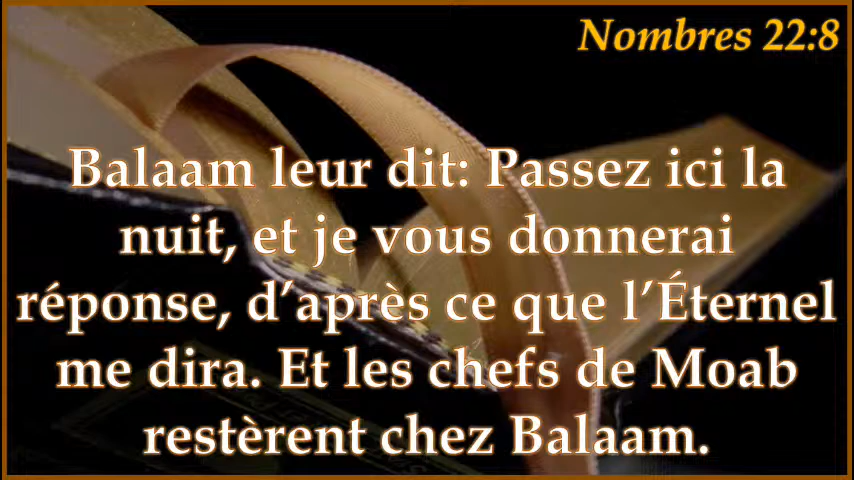 Nombres 22:8
Balaam leur dit: Passez ici la
nuit, et je vous donnerai
réponse, d’après ce que l’Éternel
me dira. Et les chefs de Moab
restèrent chez Balaam.